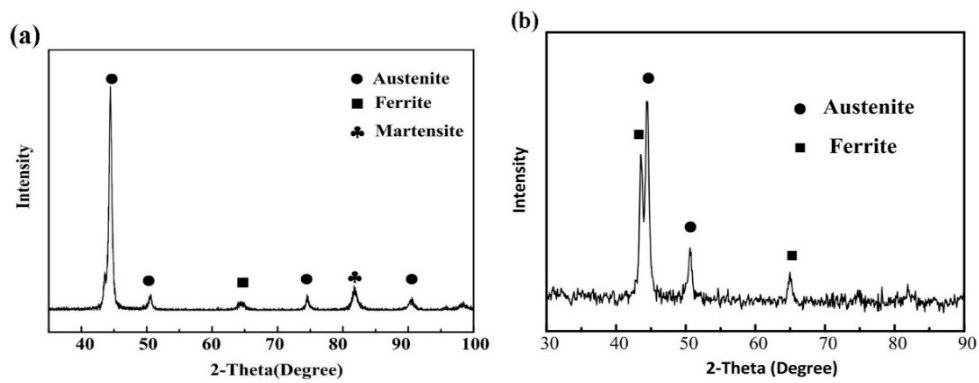 (a)
Intensity
Austenite
Ferrite
Martensite
40 50 60 70 80 90 100
2-Theta(Degree)
(b)
Intensity
Austenite
Ferrite
30 40 50 60 70 80 90
2-Theta (Degree)